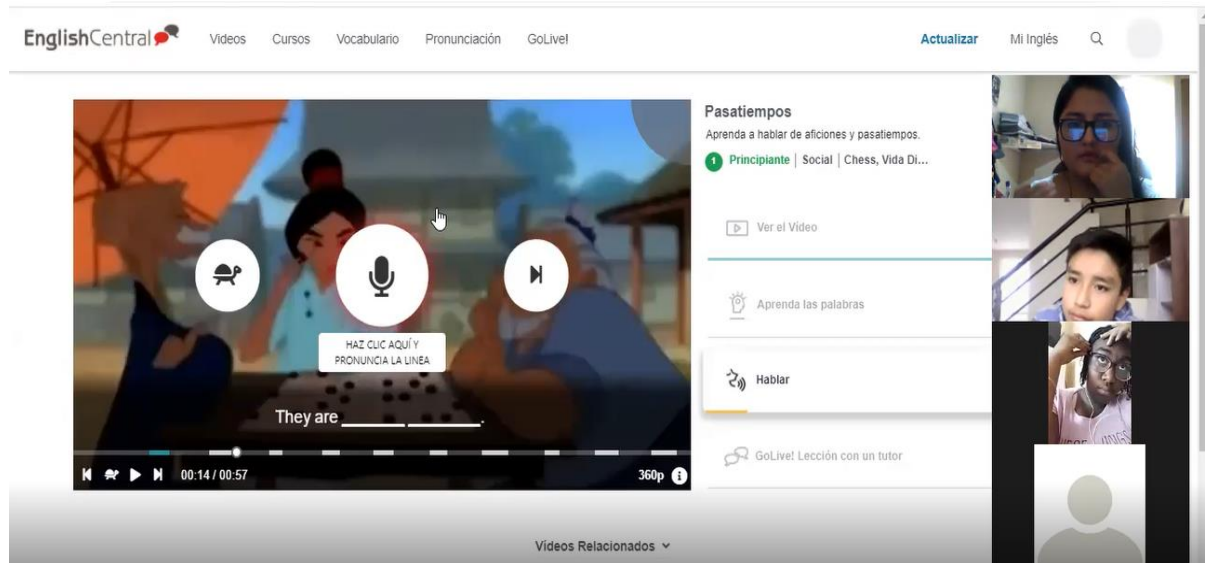 EnglishCentral
Videos Cursos Vocabulario Pronunciación GoLive! Actualizar Mi Inglés
Pasatiempos
Aprenda a hablar de aficiones y pasatiempos.
1 Principiante | Social | Chess, Vida Di...
Ver el Video
Aprenda las palabras
HAZ CLIC AQUÍ Y
PRONUNCIA LA LINEA
Hablar
They are ______ ______.
GoLive! Lección con un tutor
00:14 / 00:57 360p
Vídeos Relacionados